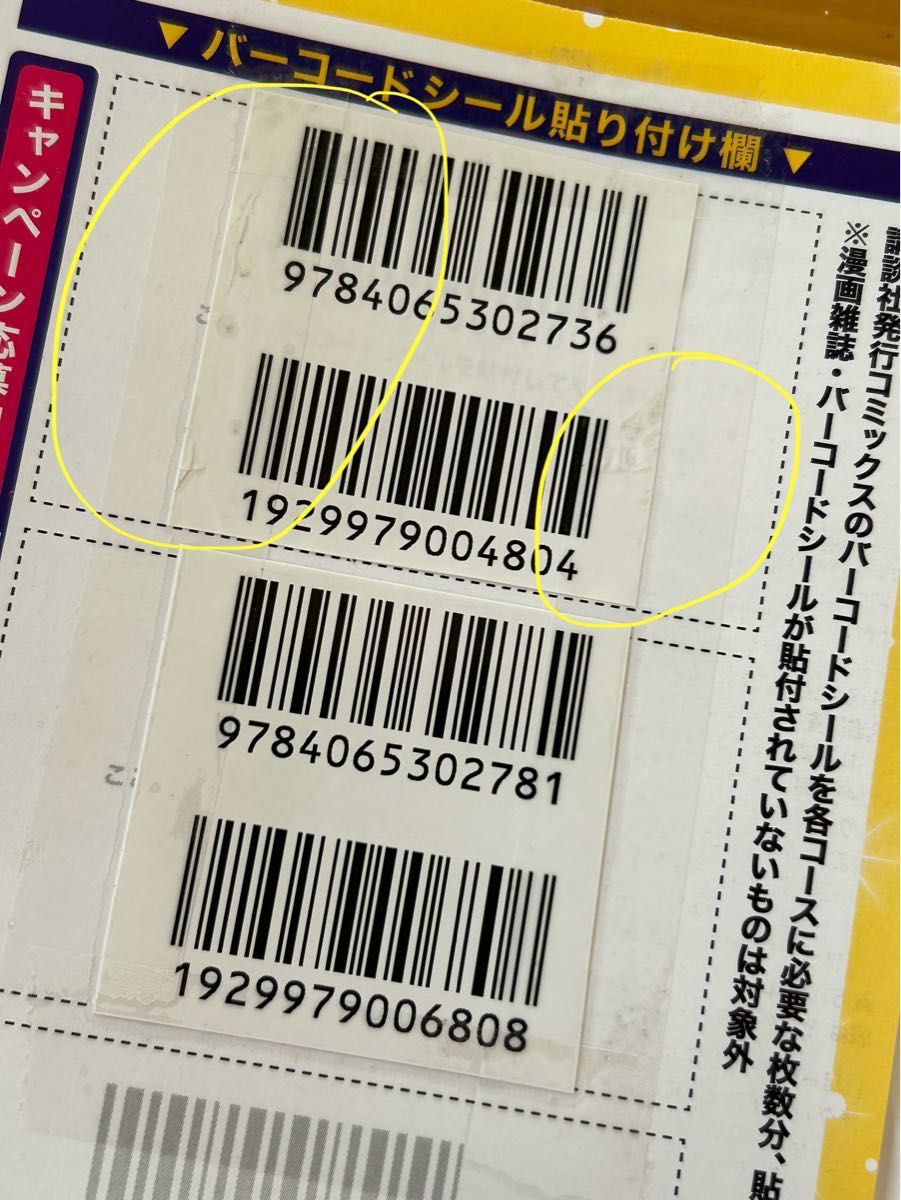 ▼ バーコードシール貼り付け欄 ▼
キャンペーン応募
講談社発行コミックスのバーコードシールを各コースに必要な枚数分、貼
※漫画雑誌・バーコードシールが貼付されていないものは対象外
9784065302736
1929979004804
9784065302781
1929979006808